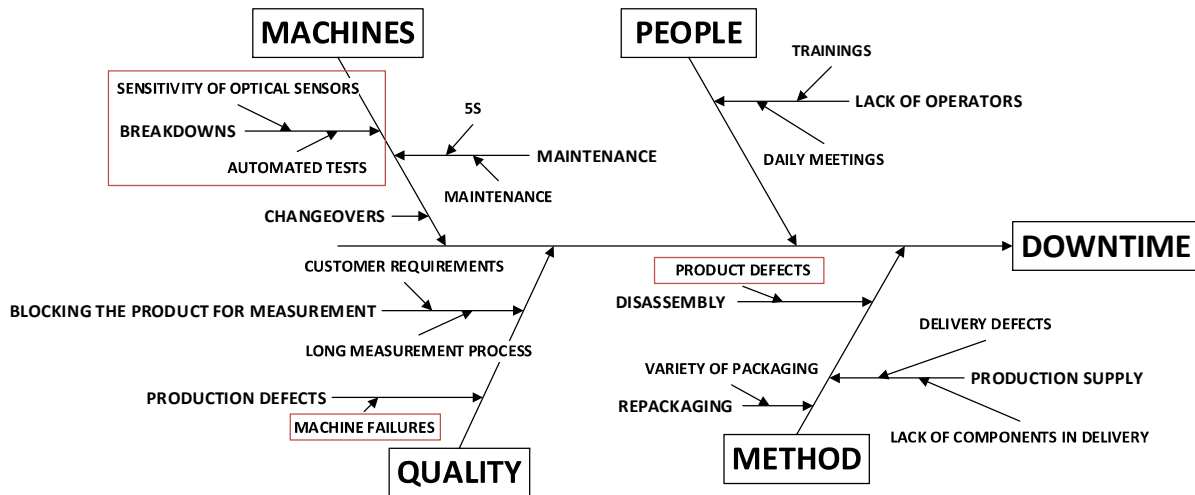 MACHINES
PEOPLE
TRAININGS
SENSITIVITY OF OPTICAL SENSORS
5S
LACK OF OPERATORS
BREAKDOWNS
AUTOMATED TESTS
MAINTENANCE
DAILY MEETINGS
MAINTENANCE
CHANGEOVERS
DOWNTIME
CUSTOMER REQUIREMENTS
PRODUCT DEFECTS
BLOCKING THE PRODUCT FOR MEASUREMENT
DISASSEMBLY
DELIVERY DEFECTS
LONG MEASUREMENT PROCESS
VARIETY OF PACKAGING
PRODUCTION SUPPLY
PRODUCTION DEFECTS
REPACKAGING
MACHINE FAILURES
LACK OF COMPONENTS IN DELIVERY
QUALITY
METHOD